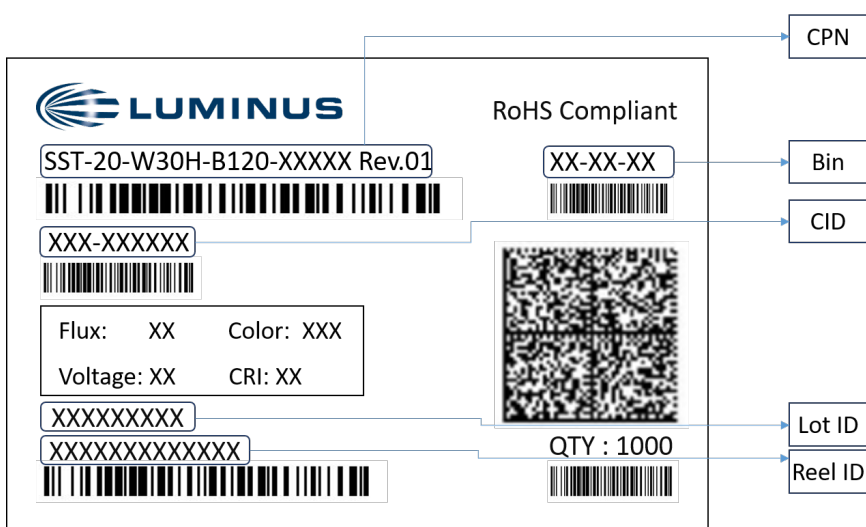 CPN
LUMINUS
RoHS Compliant
SST-20-W30H-B120-XXXXX Rev.01
XX-XX-XX
Bin
CID
XXX-XXXXXX
Flux: XX Color: XXX
Voltage: XX CRI: XX
XXXXXXXXX
Lot ID
XXXXXXXXXXXXX
QTY : 1000
Reel ID